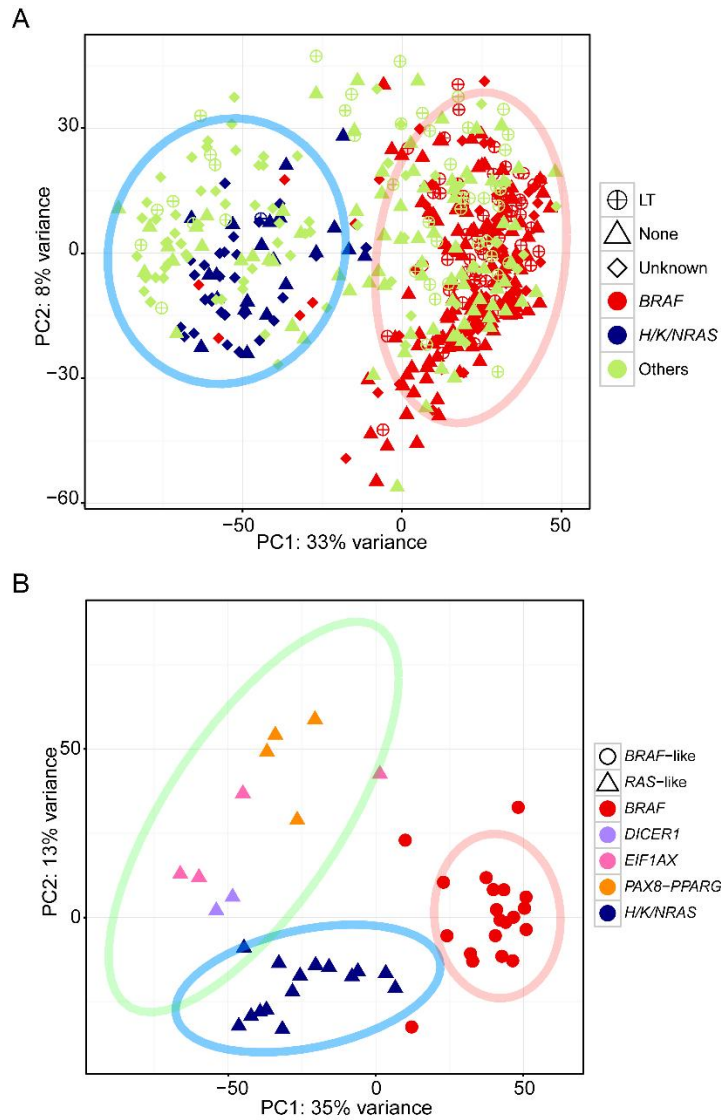 A
PC2: 8% variance
30
0
−30
−60
−50
0
50
PC1: 33% variance
LT
None
Unknown
BRAF
H/K/NRAS
Others
B
PC2: 13% variance
50
0
−50
0
50
PC1: 35% variance
BRAF−like
RAS−like
BRAF
DICER1
EIF1AX
PAX8−PPARG
H/K/NRAS